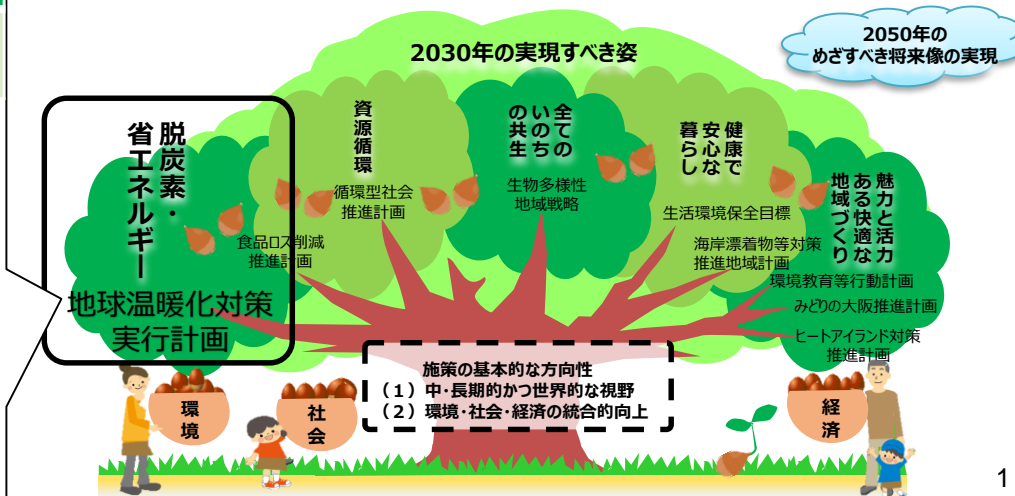 2050年の
めざすべき将来像の実現
2030年の実現すべき姿
脱炭素・
省エネルギー
地球温暖化対策
実行計画
資源循環
循環型社会
推進計画
食品ロス削減
推進計画
全ての
いのち
の共生
生物多様性
地域戦略
健康で
安心な
暮らし
生活環境保全目標
海岸漂着物等対策
推進地域計画
魅力と活力
ある快適な
地域づくり
環境教育等行動計画
みどりの大阪推進計画
ヒートアイランド対策
推進計画
施策の基本的な方向性
（1）中・長期的かつ世界的な視野
（2）環境・社会・経済の統合的向上
環境
社会
経済
1